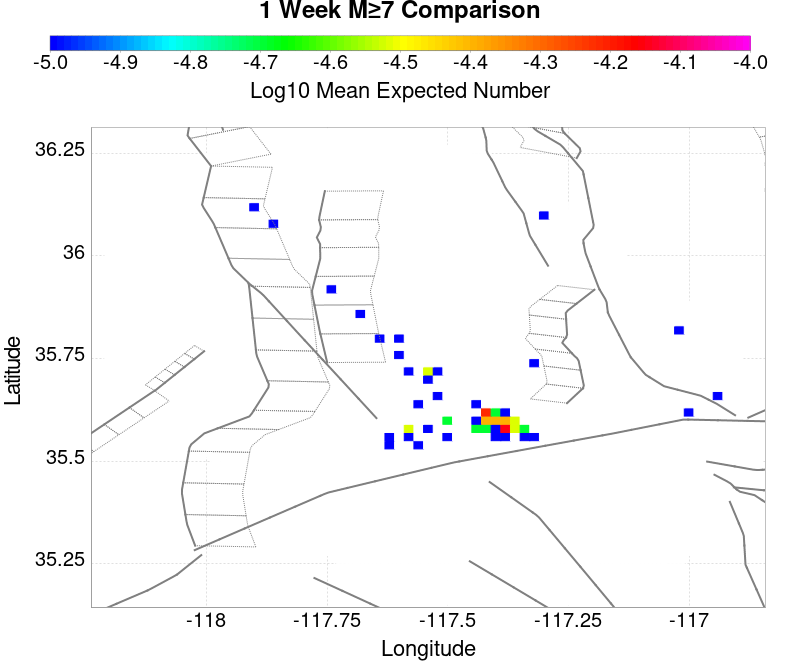 1 Week M≥7 Comparison
-5.0 -4.9 -4.8 -4.7 -4.6 -4.5 -4.4 -4.3 -4.2 -4.1 -4.0
Log10 Mean Expected Number
36.25
36
35.75
35.5
35.25
Latitude
-118 -117.75 -117.5 -117.25 -117
Longitude